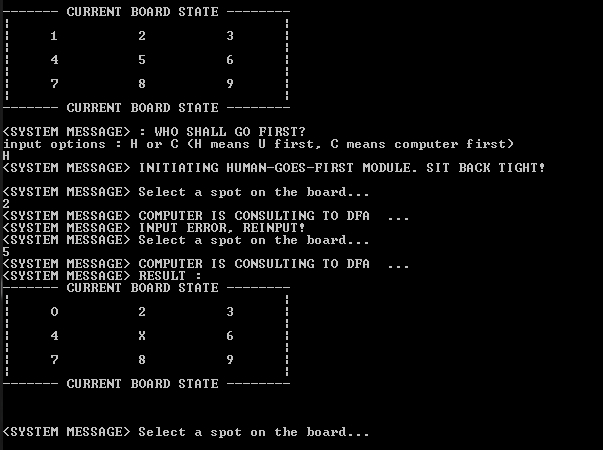 ------- CURRENT BOARD STATE --------
¦ 1 2 3 ¦
¦ 4 5 6 ¦
¦ 7 8 9 ¦
------- CURRENT BOARD STATE --------
<SYSTEM MESSAGE> : WHO SHALL GO FIRST?
input options : H or C (H means U first, C means computer first)
H
<SYSTEM MESSAGE> INITIATING HUMAN-GOES-FIRST MODULE. SIT BACK TIGHT!
<SYSTEM MESSAGE> Select a spot on the board...
2
<SYSTEM MESSAGE> COMPUTER IS CONSULTING TO DFA  ...
<SYSTEM MESSAGE> INPUT ERROR, REINPUT!
<SYSTEM MESSAGE> Select a spot on the board...
5
<SYSTEM MESSAGE> COMPUTER IS CONSULTING TO DFA  ...
<SYSTEM MESSAGE> RESULT :
------- CURRENT BOARD STATE --------
¦ O 2 3 ¦
¦ 4 X 6 ¦
¦ 7 8 9 ¦
------- CURRENT BOARD STATE --------
<SYSTEM MESSAGE> Select a spot on the board...